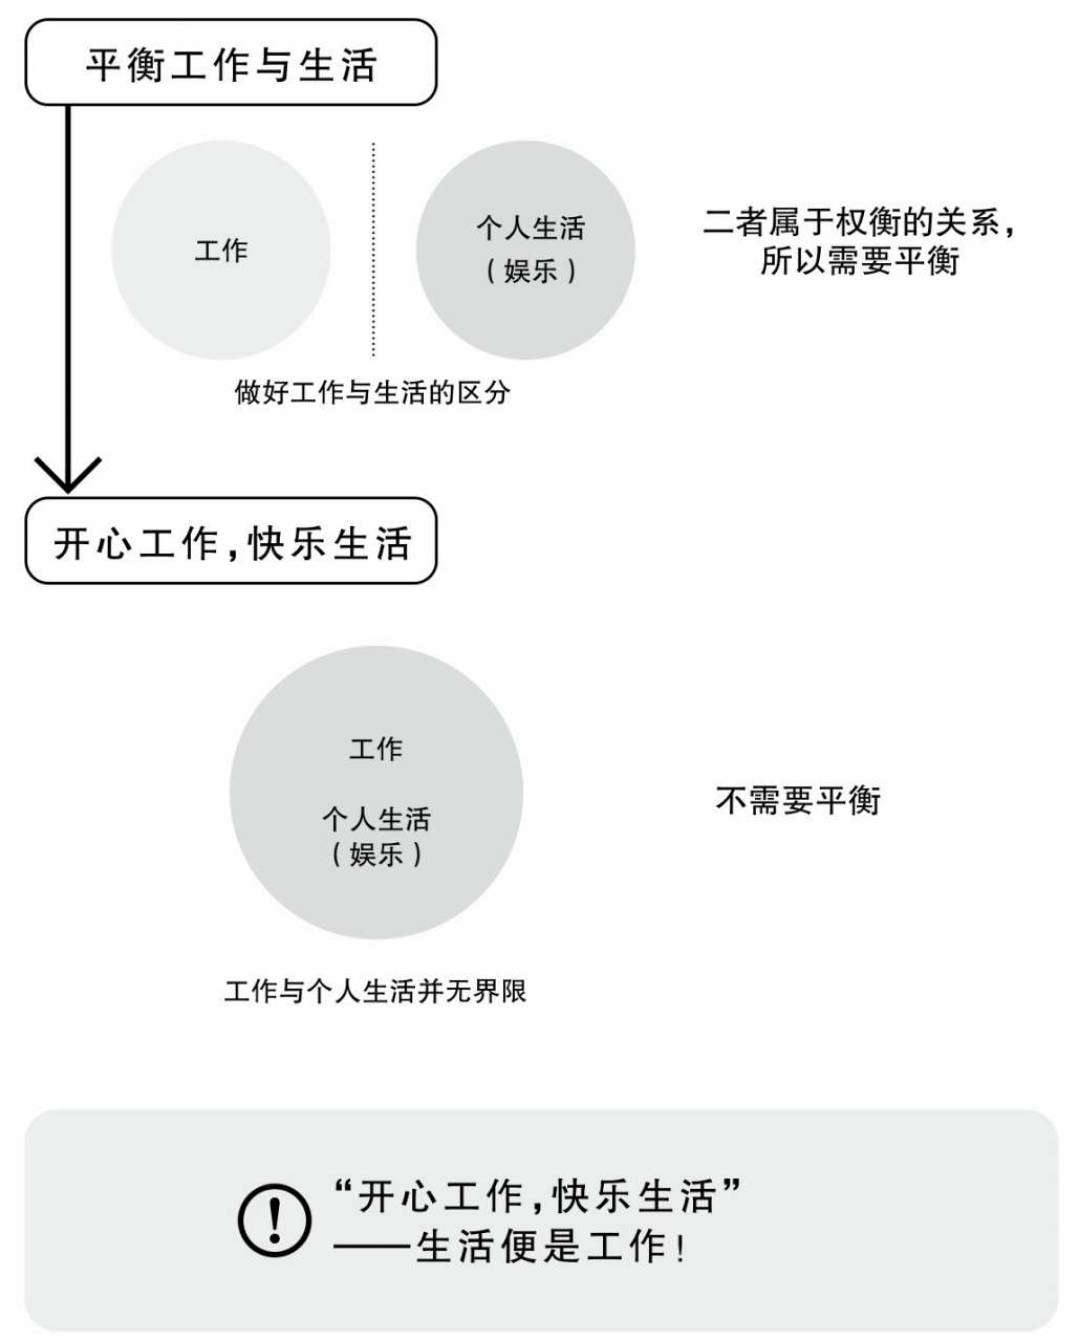 平衡工作与生活
工作
个人生活
（娱乐）
二者属于权衡的关系，
所以需要平衡
做好工作与生活的区分
开心工作，快乐生活
工作
个人生活
（娱乐）
不需要平衡
工作与个人生活并无界限
“开心工作，快乐生活”
——生活便是工作！